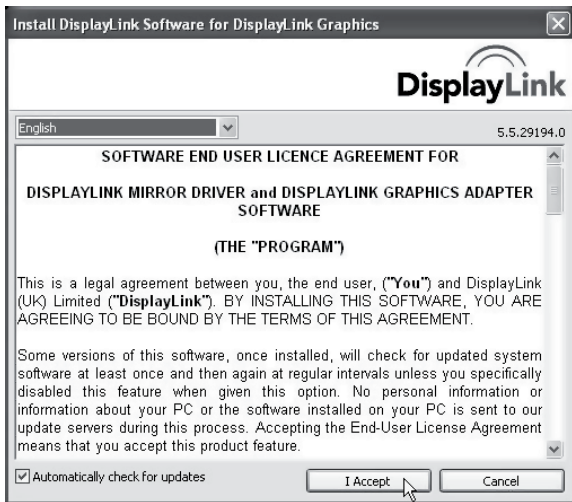 Install DisplayLink Software for DisplayLink Graphics
DisplayLink
English
5.5.29194.0
SOFTWARE END USER LICENCE AGREEMENT FOR
DISPLAYLINK MIRROR DRIVER and DISPLAYLINK GRAPHICS ADAPTER
SOFTWARE
(THE "PROGRAM")
This is a legal agreement between you, the end user, ("You") and DisplayLink
(UK) Limited ("DisplayLink"). BY INSTALLING THIS SOFTWARE, YOU ARE
AGREEING TO BE BOUND BY THE TERMS OF THIS AGREEMENT.
Some versions of this software, once installed, will check for updated system
software at least once and then again at regular intervals unless you specifically
disabled this feature when given this option. No personal information or
information about your PC or the software installed on your PC is sent to our
update servers during this process. Accepting the End-User License Agreement
means that you accept this product feature.
Automatically check for updates
I Accept
Cancel